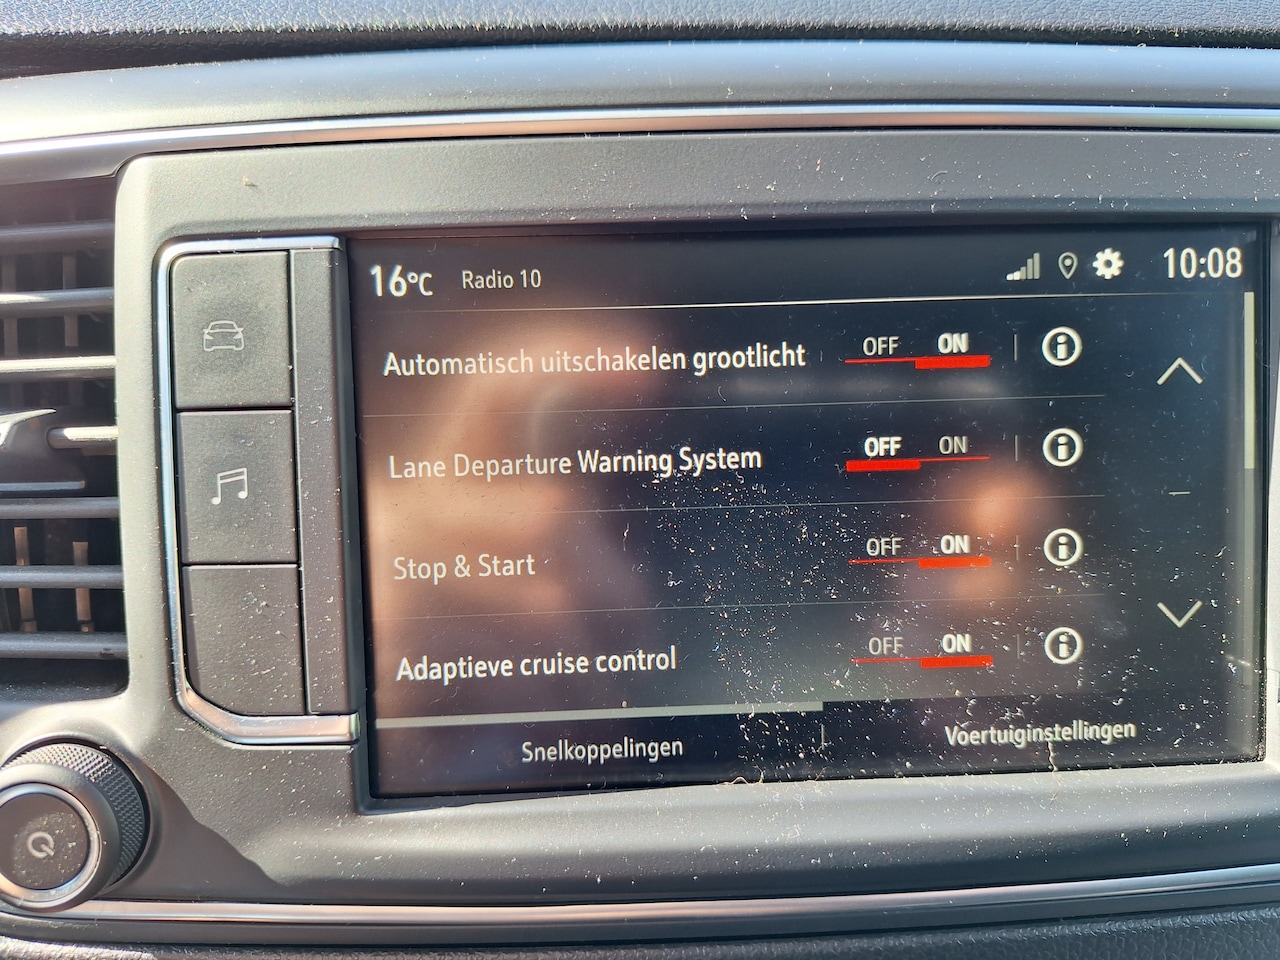 16°C Radio 10 10:08
Automatisch uitschakelen grootlicht OFF ON
Lane Departure Warning System OFF ON
Stop & Start OFF ON
Adaptieve cruise control OFF ON
Snelkoppelingen Voertuiginstellingen